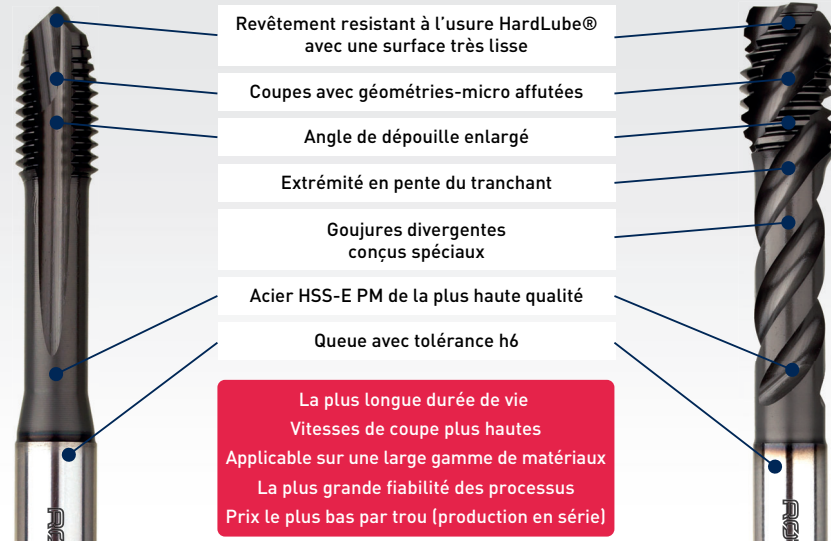 Revêtement resistant à l'usure HardLube®
avec une surface très lisse
Coupes avec géométries-micro affutées
Angle de dépouille enlargé
Extrémité en pente du tranchant
Goujures divergentes
conçus spéciaux
Acier HSS-E PM de la plus haute qualité
Queue avec tolérance h6
La plus longue durée de vie
Vitesses de coupe plus hautes
Applicable sur une large gamme de matériaux
La plus grande fiabilité des processus
Prix le plus bas par trou (production en série)